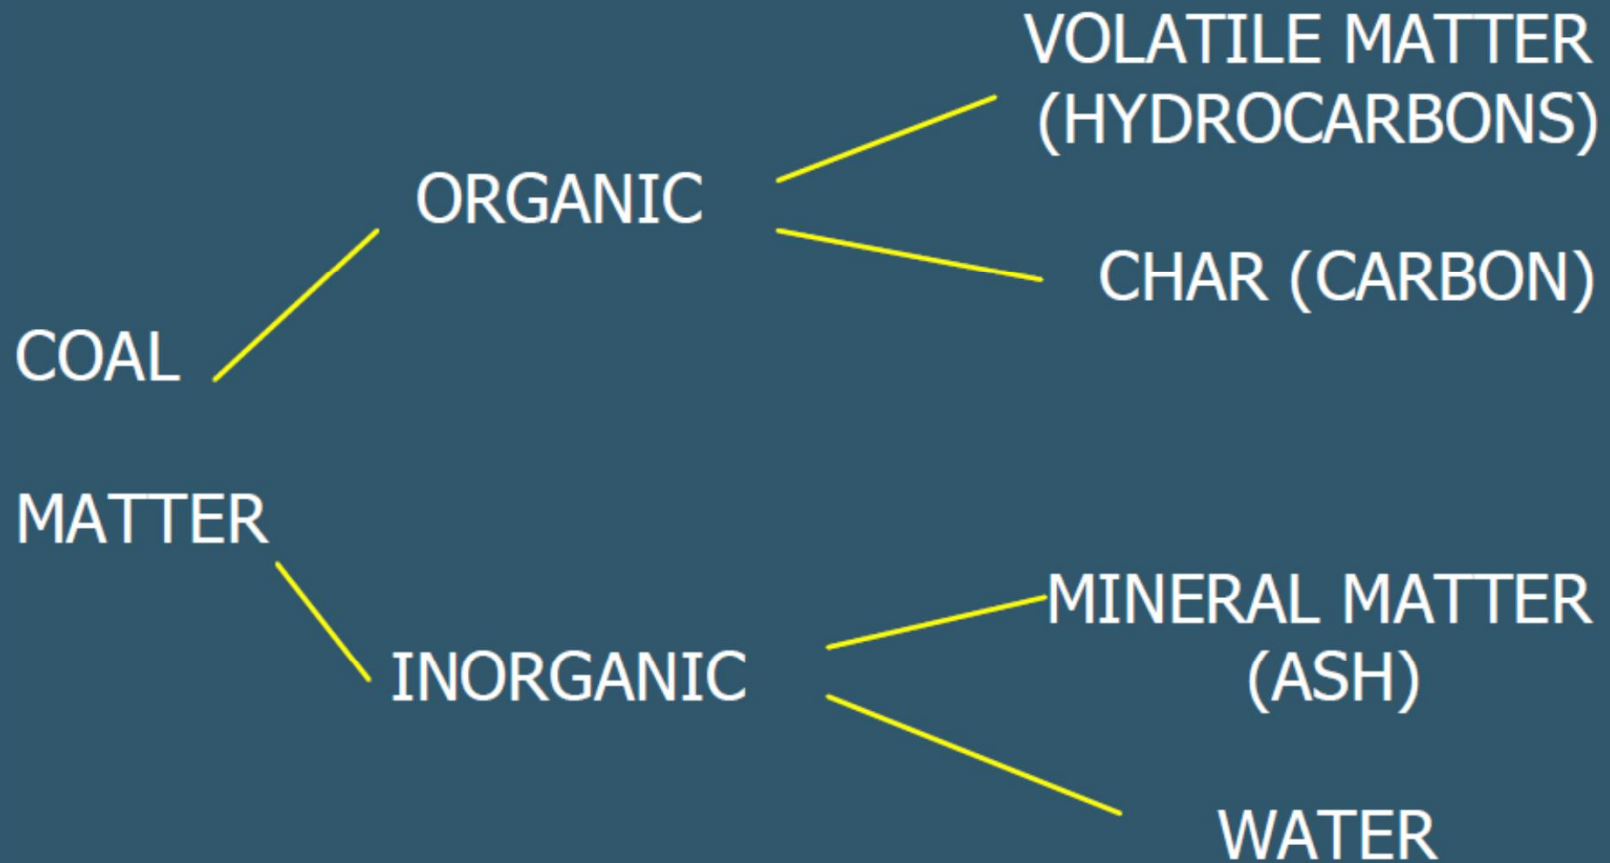 VOLATILE MATTER
(HYDROCARBONS)
ORGANIC
CHAR (CARBON)
COAL
MATTER
MINERAL MATTER
(ASH)
INORGANIC
WATER